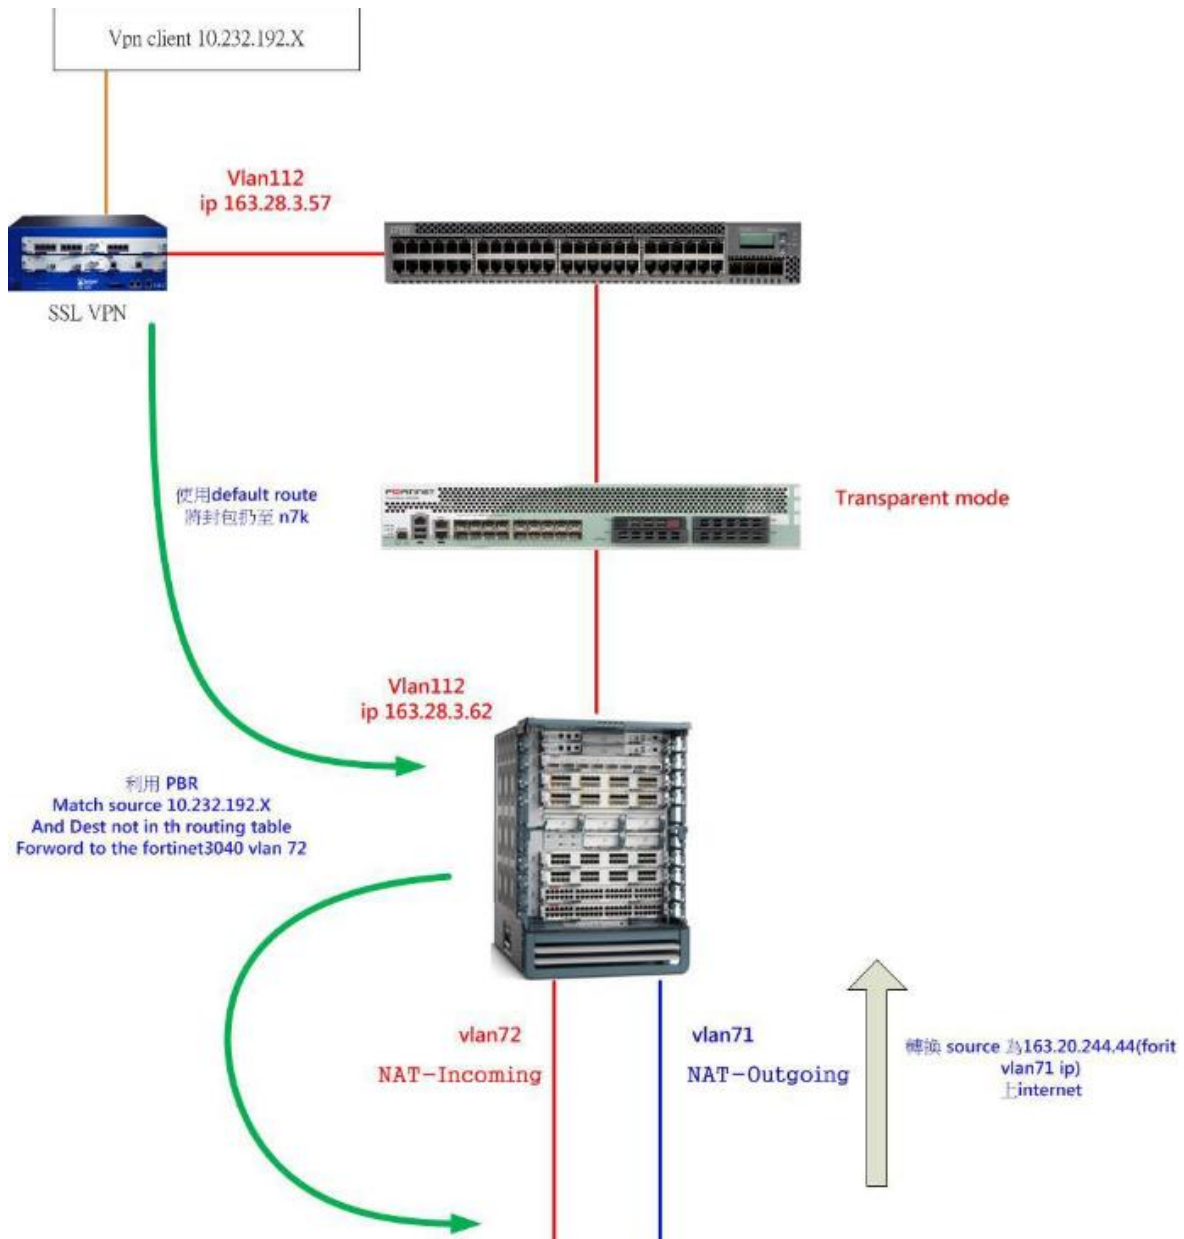 Vpn client 10.232.192.X
Vlan112
ip 163.28.3.57
SSL VPN
使用default route
將封包扔至 n7k
FORTINET
Transparent mode
Vlan112
ip 163.28.3.62
利用 PBR
Match source 10.232.192.X
And Dest not in th routing table
Forword to the fortinet3040 vlan 72
vlan72
NAT-Incoming
vlan71
NAT-Outgoing
轉換 source 為163.20.244.44(forit
vlan71 ip)
上internet